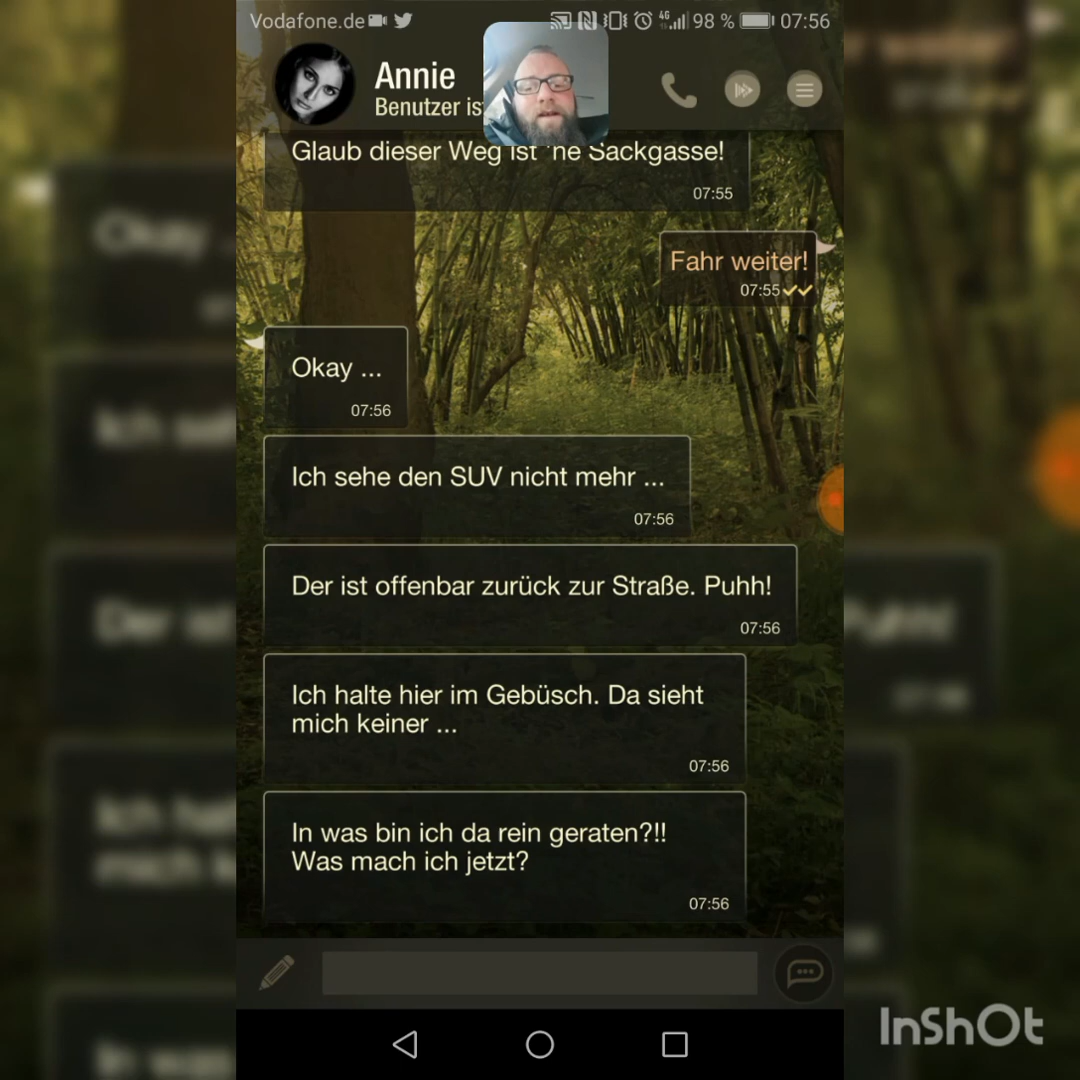 Vodafone.de
4G
98 %
07:56
Annie
Benutzer is
Glaub dieser Weg ist 'ne Sackgasse!
07:55
Fahr weiter!
07:55
Okay ...
07:56
Ich sehe den SUV nicht mehr ...
07:56
Der ist offenbar zurück zur Straße. Puhh!
07:56
Ich halte hier im Gebüsch. Da sieht
mich keiner ...
07:56
In was bin ich da rein geraten?!!
Was mach ich jetzt?
07:56
InShOt